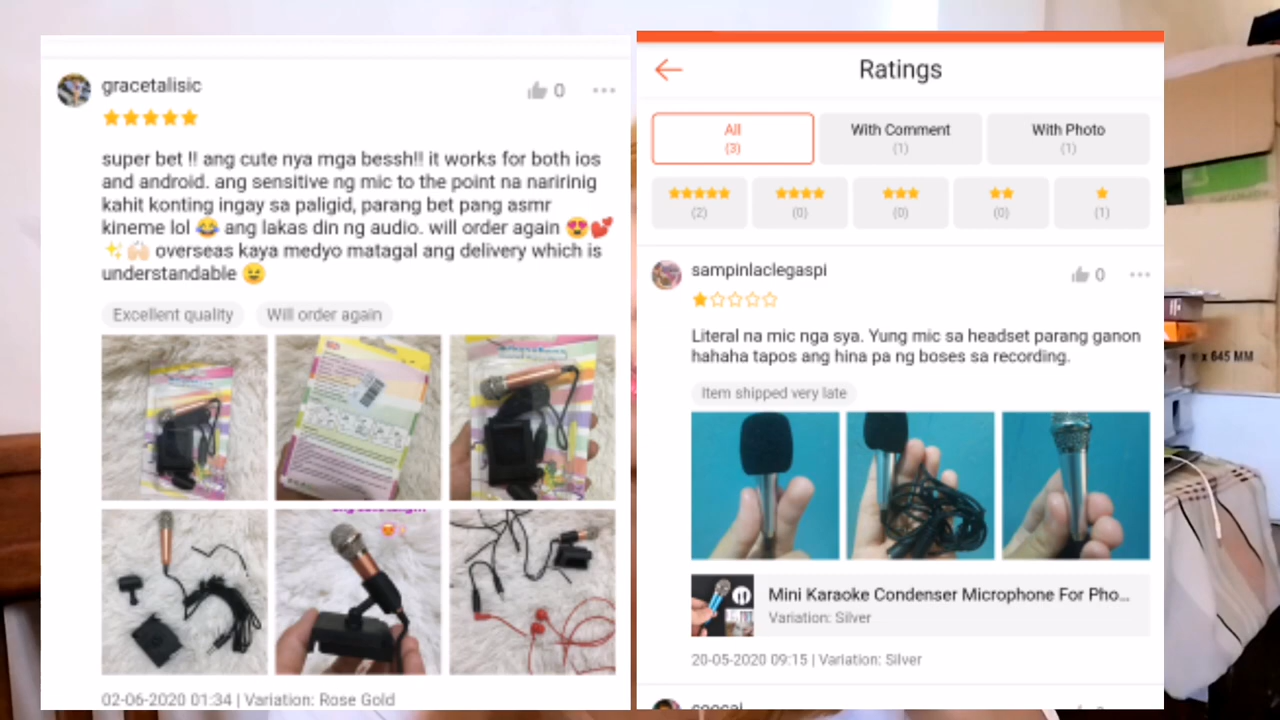 gracetalisic
0
super bet !! ang cute nya mga bessh!! it works for both ios
and android. ang sensitive ng mic to the point na naririnig
kahit konting ingay sa paligid, parang bet pang asmr
kineme lol 😂 ang lakas din ng audio. will order again 😍💕
✨🙌🏻 overseas kaya medyo matagal ang delivery which is
understandable 😉
Excellent quality
Will order again
02-06-2020 01:34 | Variation: Rose Gold
Ratings
All
(3)
With Comment
(1)
With Photo
(1)
(2)
(0)
(0)
(0)
(1)
sampinlaclegaspi
0
Literal na mic nga sya. Yung mic sa headset parang ganon
hahaha tapos ang hina pa ng boses sa recording.
Item shipped very late
Mini Karaoke Condenser Microphone For Pho...
Variation: Silver
20-05-2020 09:15 | Variation: Silver
x 645 MM